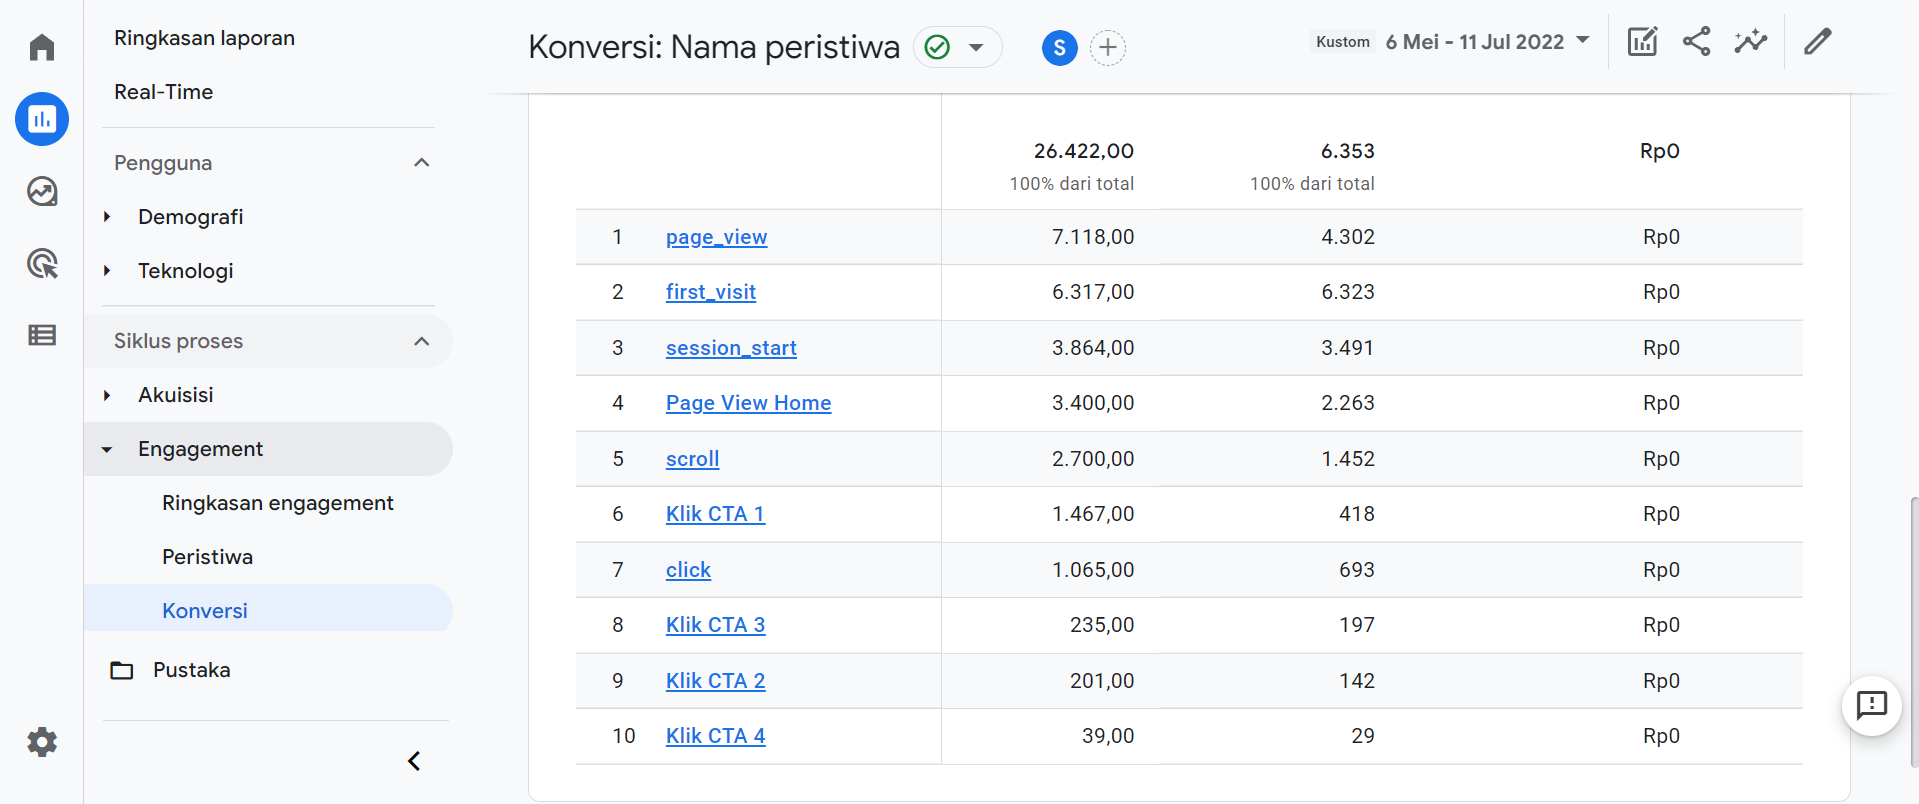 Ringkasan laporan
Real-Time
Pengguna
Demografi
Teknologi
Siklus proses
Akuisisi
Engagement
Ringkasan engagement
Peristiwa
Konversi
Pustaka
Konversi: Nama peristiwa
S
Kustom 6 Mei - 11 Jul 2022
26.422,00 6.353 Rp0
100% dari total 100% dari total
1 page_view 7.118,00 4.302 Rp0
2 first_visit 6.317,00 6.323 Rp0
3 session_start 3.864,00 3.491 Rp0
4 Page View Home 3.400,00 2.263 Rp0
5 scroll 2.700,00 1.452 Rp0
6 Klik CTA 1 1.467,00 418 Rp0
7 click 1.065,00 693 Rp0
8 Klik CTA 3 235,00 197 Rp0
9 Klik CTA 2 201,00 142 Rp0
10 Klik CTA 4 39,00 29 Rp0